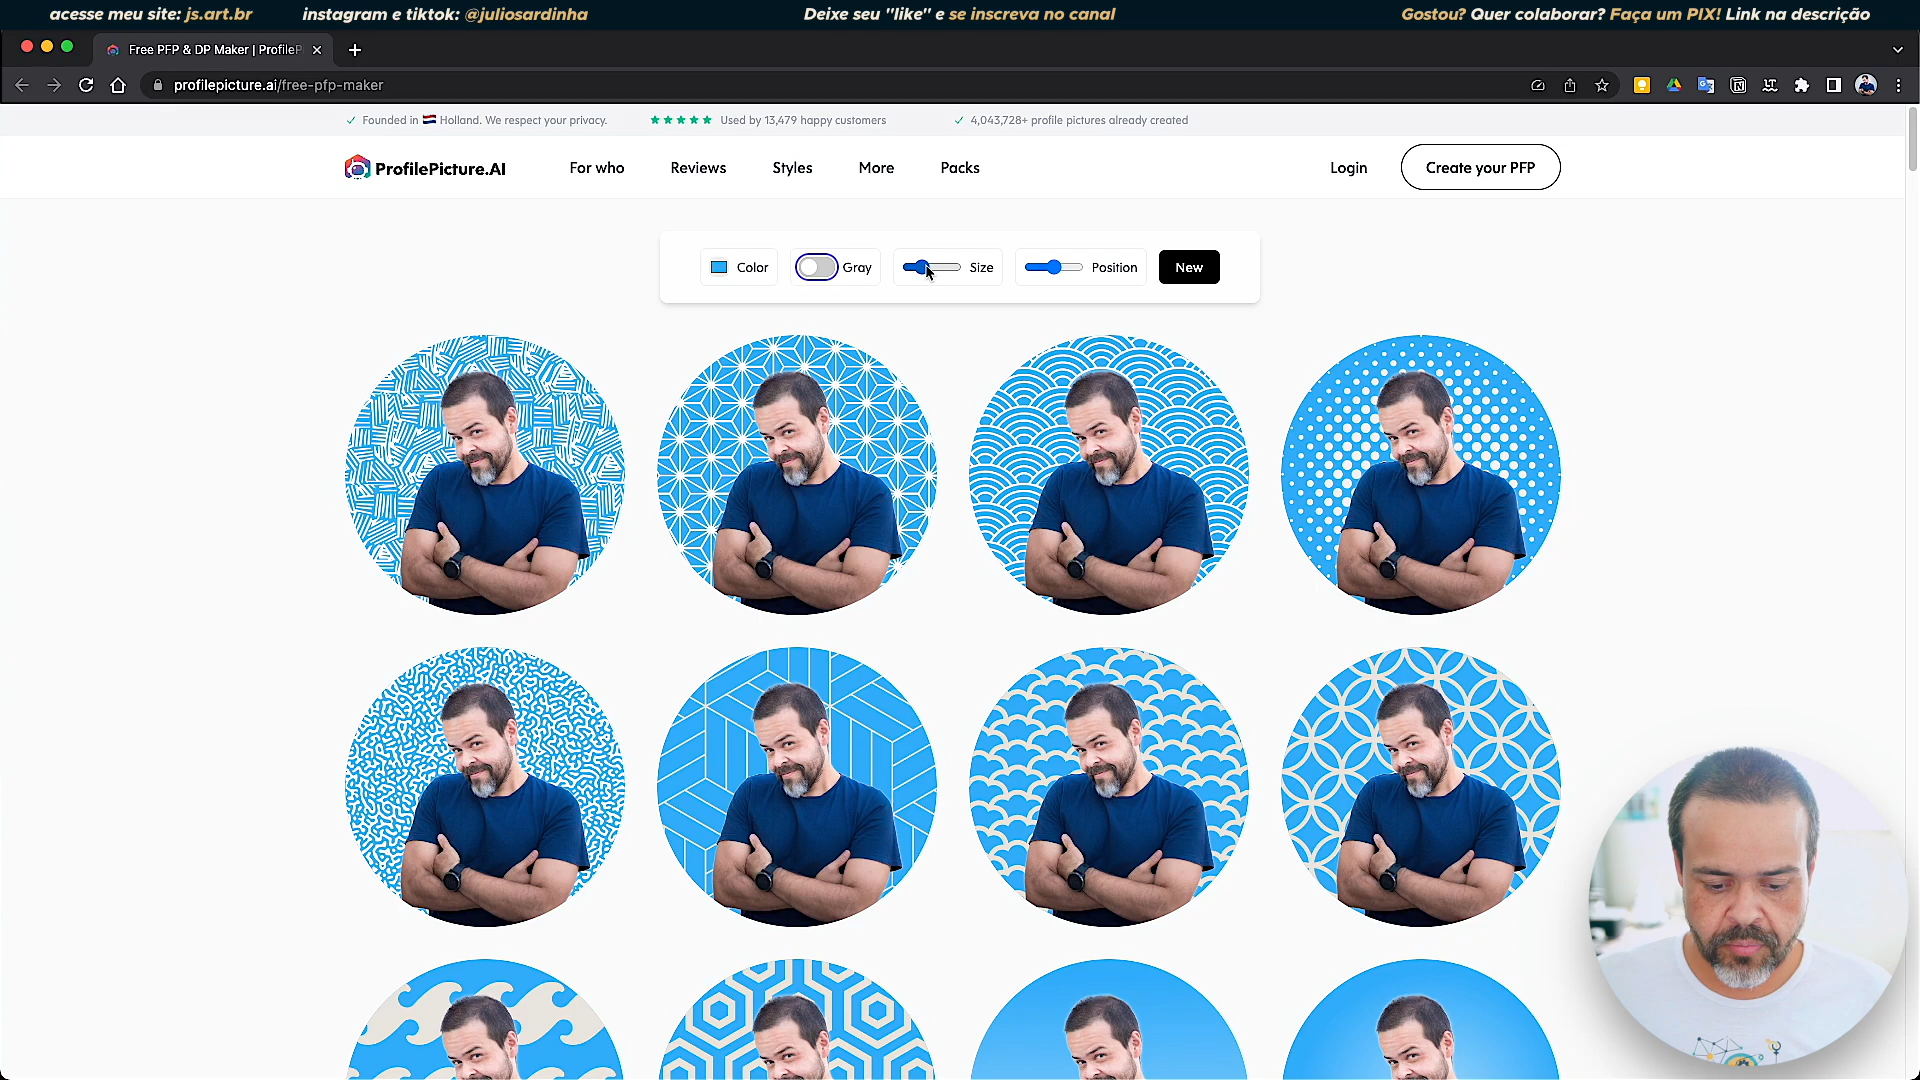 acesse meu site: js.art.br
instagram e tiktok: @juliosardinha
Deixe seu "like" e se inscreva no canal
Gostou? Quer colaborar? Faça um PIX! Link na descrição
Free PFP & DP Maker | ProfileP
profilepicture.ai/free-pfp-maker
Founded in Holland. We respect your privacy.
Used by 13,479 happy customers
4,043,728+ profile pictures already created
ProfilePicture.AI
For who
Reviews
Styles
More
Packs
Login
Create your PFP
Color
Gray
Size
Position
New